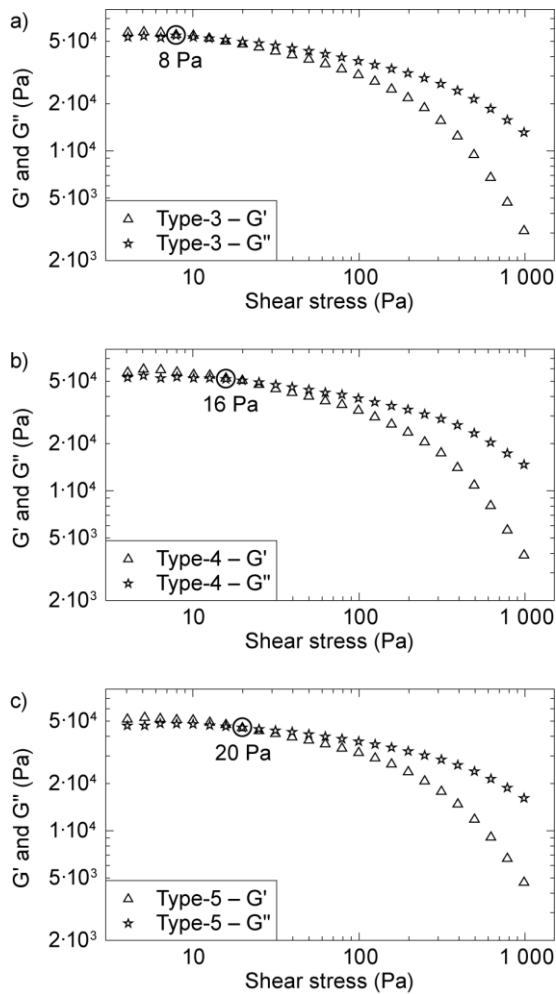 a)
G' and G" (Pa)
5·10⁴
2·10⁴
1·10⁴
5·10³
2·10³
8 Pa
Type-3 – G'
Type-3 – G"
10 100 1 000
Shear stress (Pa)
b)
G' and G" (Pa)
5·10⁴
2·10⁴
1·10⁴
5·10³
2·10³
16 Pa
Type-4 – G'
Type-4 – G"
10 100 1 000
Shear stress (Pa)
c)
G' and G" (Pa)
5·10⁴
2·10⁴
1·10⁴
5·10³
2·10³
20 Pa
Type-5 – G'
Type-5 – G"
10 100 1 000
Shear stress (Pa)